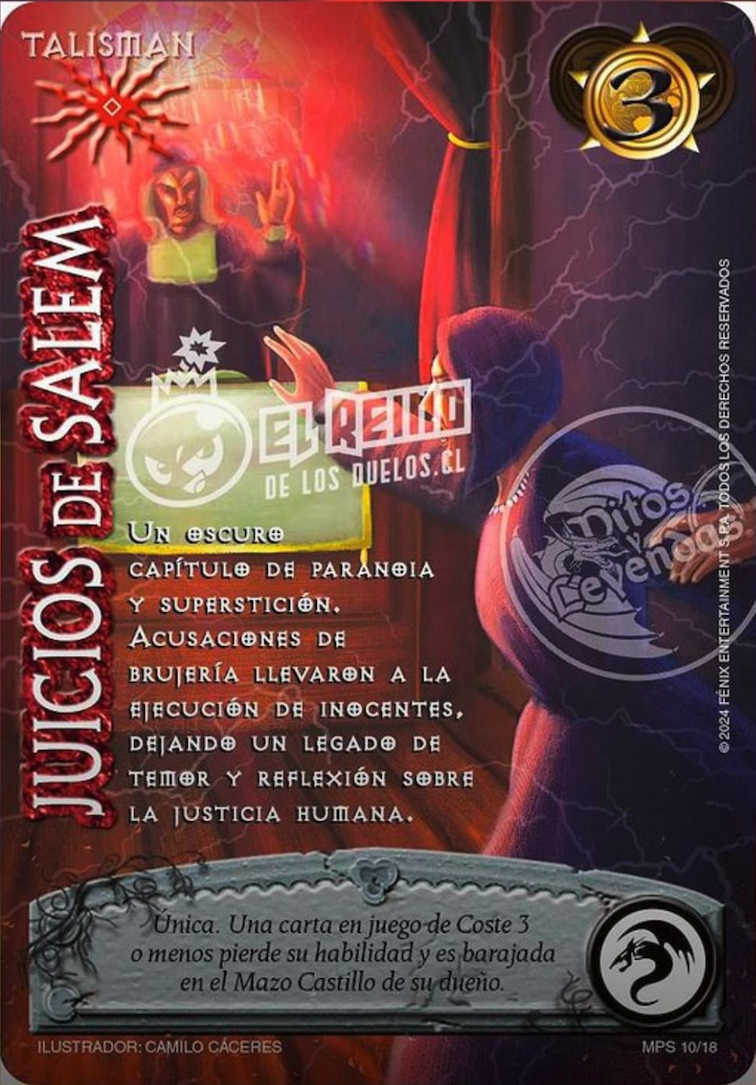 TALISMAN
3
JUICIOS DE SALEM
EL REINO
DE LOS DUELOS.CL
Mitos
y
Leyendas
UN OSCURO
CAPÍTULO DE PARANOIA
Y SUPERSTICIÓN.
ACUSACIONES DE
BRUJERÍA LLEVARON A LA
EJECUCIÓN DE INOCENTES,
DEJANDO UN LEGADO DE
TEMOR Y REFLEXIÓN SOBRE
LA JUSTICIA HUMANA.
© 2024 FÉNIX ENTERTAINMENT SPA. TODOS LOS DERECHOS RESERVADOS
Única. Una carta en juego de Coste 3
o menos pierde su habilidad y es barajada
en el Mazo Castillo de su dueño.
ILUSTRADOR: CAMILO CÁCERES
MPS 10/18